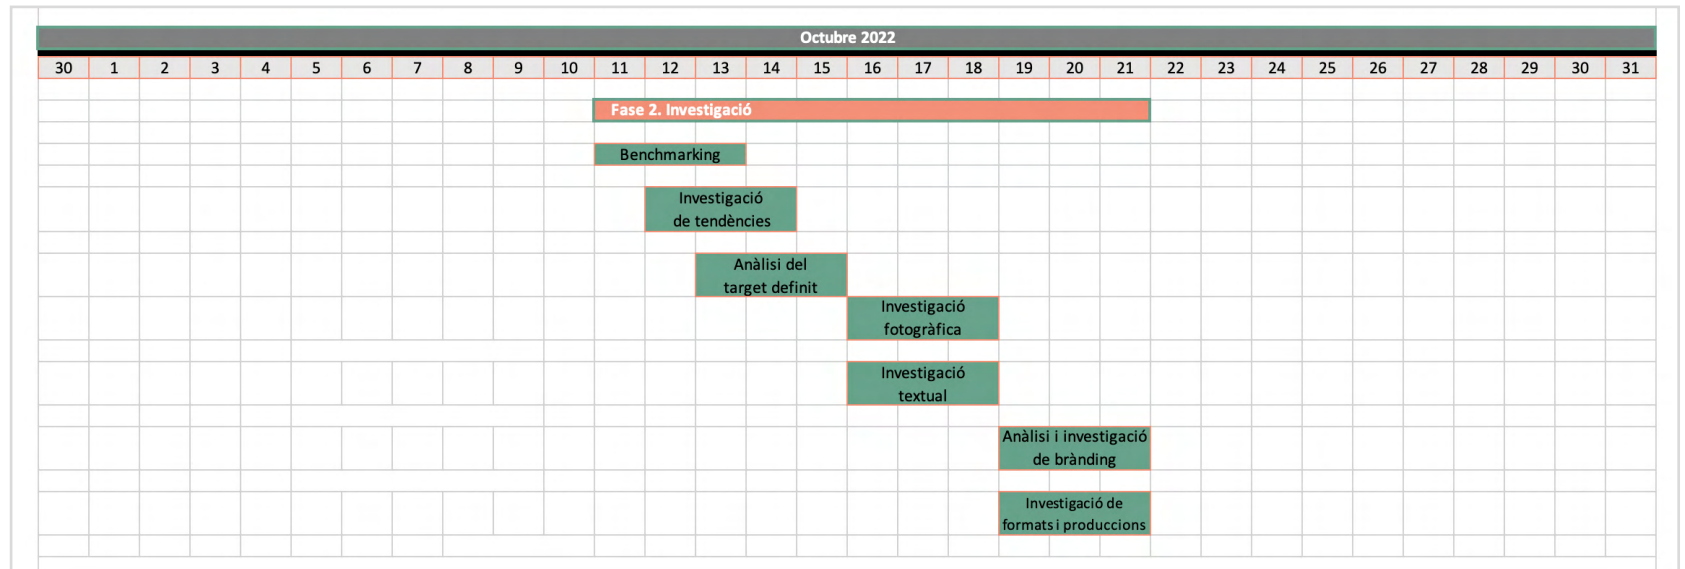 Octubre 2022
30 1 2 3 4 5 6 7 8 9 10 11 12 13 14 15 16 17 18 19 20 21 22 23 24 25 26 27 28 29 30 31
Fase 2. Investigació
Benchmarking
Investigació
de tendències
Anàlisi del
target definit
Investigació
fotogràfica
Investigació
textual
Anàlisi i investigació
de brànding
Investigació de
formats i produccions